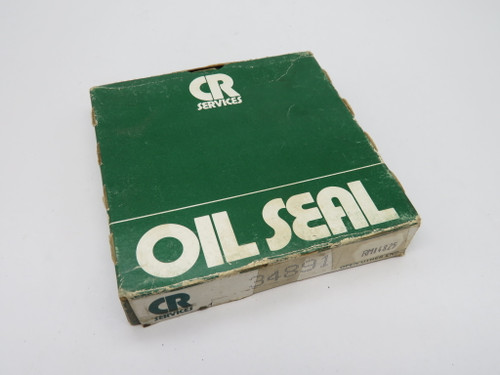 CR
SERVICES
OIL SEAL
34891
CR
SERVICES